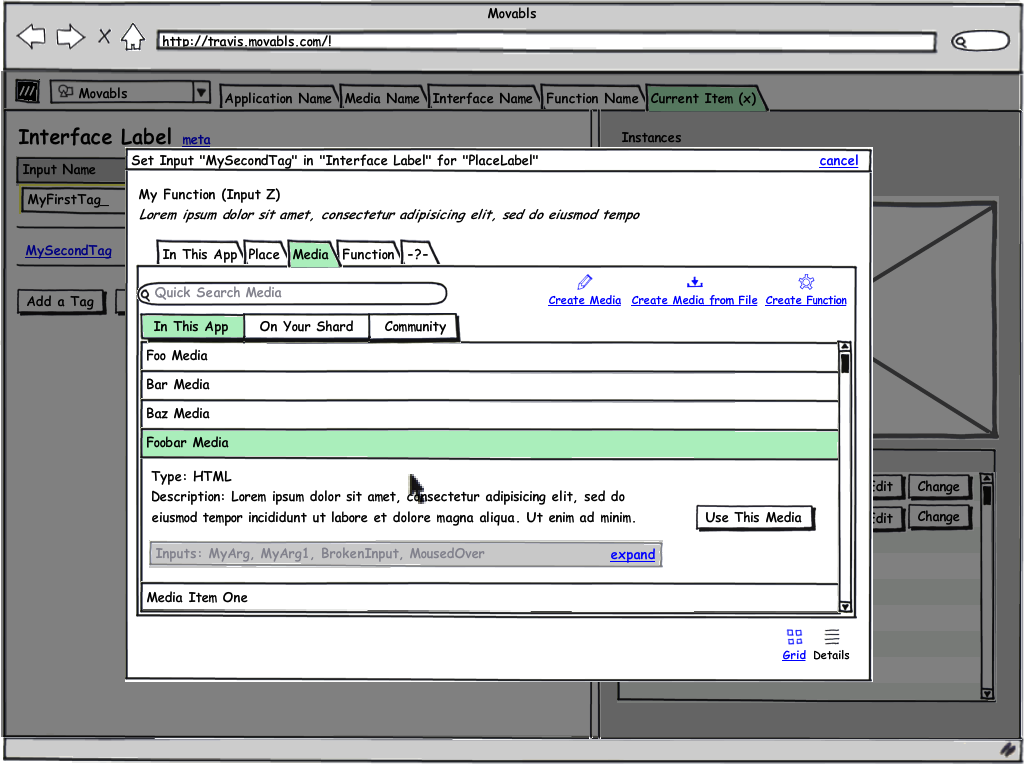 Movabls
http://travis.movabls.com/!
Movabls
Application Name
Media Name
Interface Name
Function Name
Current Item (x)
Interface Label meta
Instances
Input Name
MyFirstTag_
MySecondTag
Add a Tag
Set Input "MySecondTag" in "Interface Label" for "PlaceLabel"
cancel
My Function (Input Z)
Lorem ipsum dolor sit amet, consectetur adipisicing elit, sed do eiusmod tempo
In This App
Place
Media
Function
-?-
Quick Search Media
Create Media
Create Media from File
Create Function
In This App
On Your Shard
Community
Foo Media
Bar Media
Baz Media
Foobar Media
Type: HTML
Description: Lorem ipsum dolor sit amet, consectetur adipisicing elit, sed do
eiusmod tempor incididunt ut labore et dolore magna aliqua. Ut enim ad minim.
Use This Media
Inputs: MyArg, MyArg1, BrokenInput, MousedOver
expand
Media Item One
Grid
Details
dit
Change
dit
Change